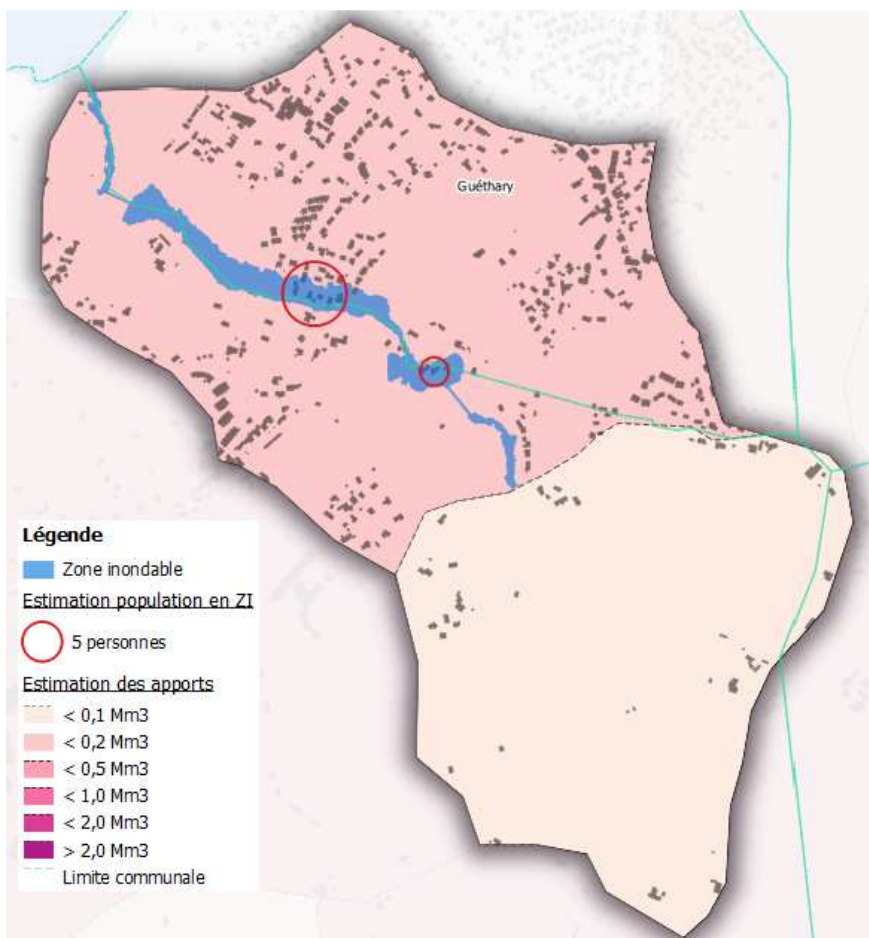 Guéthary
Légende
Zone inondable
Estimation population en ZI
5 personnes
Estimation des apports
< 0,1 Mm3
< 0,2 Mm3
< 0,5 Mm3
< 1,0 Mm3
< 2,0 Mm3
> 2,0 Mm3
Limite communale